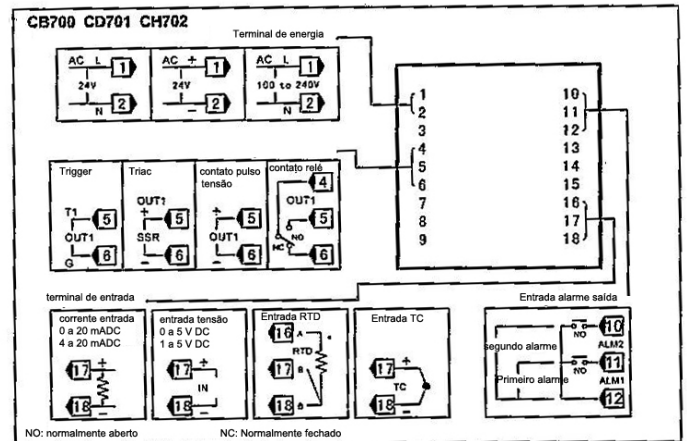 CB700 CD701 CH702
Terminal de energia
AC L 1
24V
N 2
AC + 1
24V
− 2
AC L 1
100 to 240V
N 2
1
2
3
4
5
6
7
8
9
10
11
12
13
14
15
16
17
18
Trigger
T1 5
OUT1
G 6
Triac
OUT1
+ 5
SSR
− 6
contato pulso
tensão
+ 5
OUT1
− 6
contato relé
4
OUT1
5
NO
NC
6
terminal de entrada
corrente entrada
0 a 20 mADC
4 a 20 mADC
17 +
18 −
entrada tensão
0 a 5 V DC
1 a 5 V DC
17 +
IN
18 −
Entrada RTD
16 A
RTD
17 B
18 B
Entrada TC
17 +
TC
18 −
Entrada alarme saída
10
NO
ALM2
segundo alarme
11
NO
Primeiro alarme
ALM1
12
NO: normalmente aberto
NC: Normalmente fechado